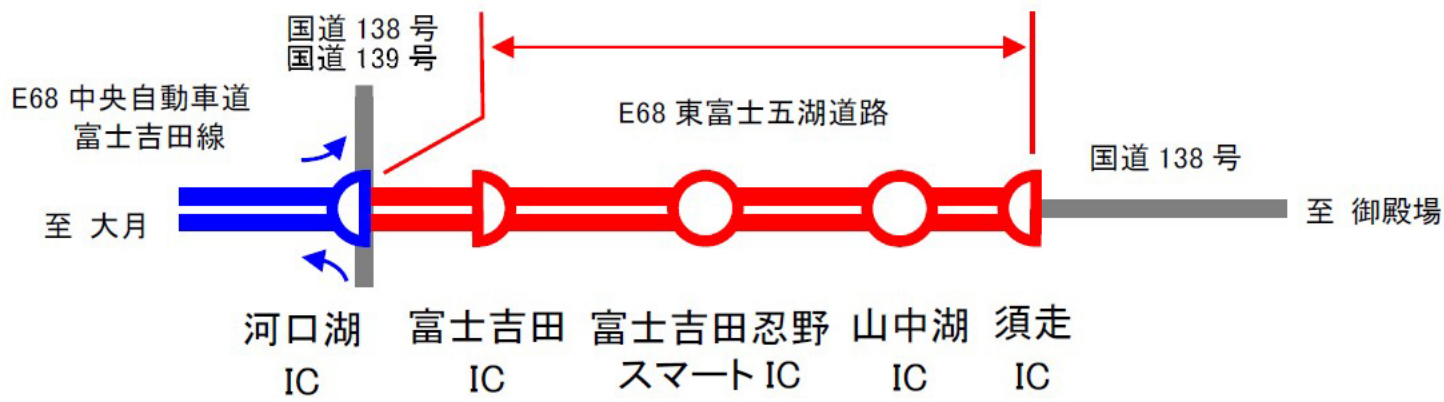 国道 138 号
国道 139 号
E68 中央自動車道
富士吉田線
E68 東富士五湖道路
国道 138 号
至 大月
至 御殿場
河口湖
IC
富士吉田
IC
富士吉田忍野
スマート IC
山中湖
IC
須走
IC